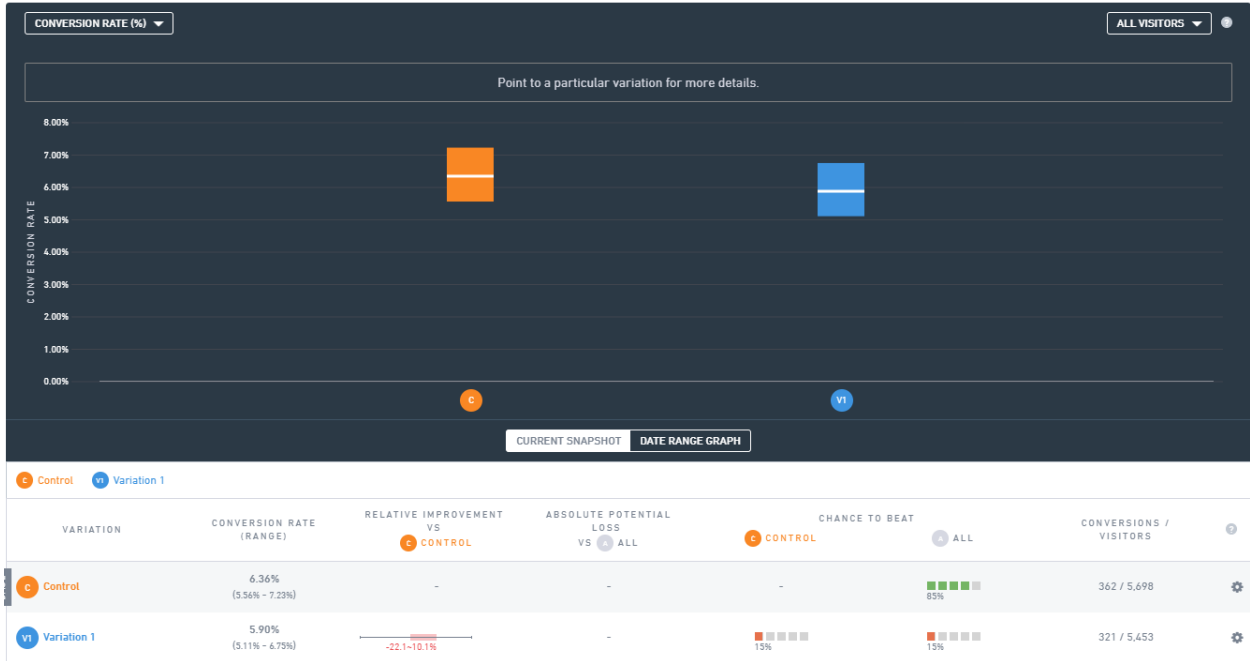 CONVERSION RATE (%)
ALL VISITORS
?
Point to a particular variation for more details.
8.00%
7.00%
6.00%
5.00%
4.00%
3.00%
2.00%
1.00%
0.00%
CONVERSION RATE
C
V1
CURRENT SNAPSHOT DATE RANGE GRAPH
C Control V1 Variation 1
VARIATION
CONVERSION RATE
(RANGE)
RELATIVE IMPROVEMENT
VS
C CONTROL
ABSOLUTE POTENTIAL
LOSS
VS A ALL
CHANCE TO BEAT
C CONTROL
A ALL
CONVERSIONS /
VISITORS
?
C Control
6.36%
(5.56% - 7.23%)
-
-
-
85%
362 / 5,698
V1 Variation 1
5.90%
(5.11% - 6.75%)
-22.1~10.1%
-
15%
15%
321 / 5,453